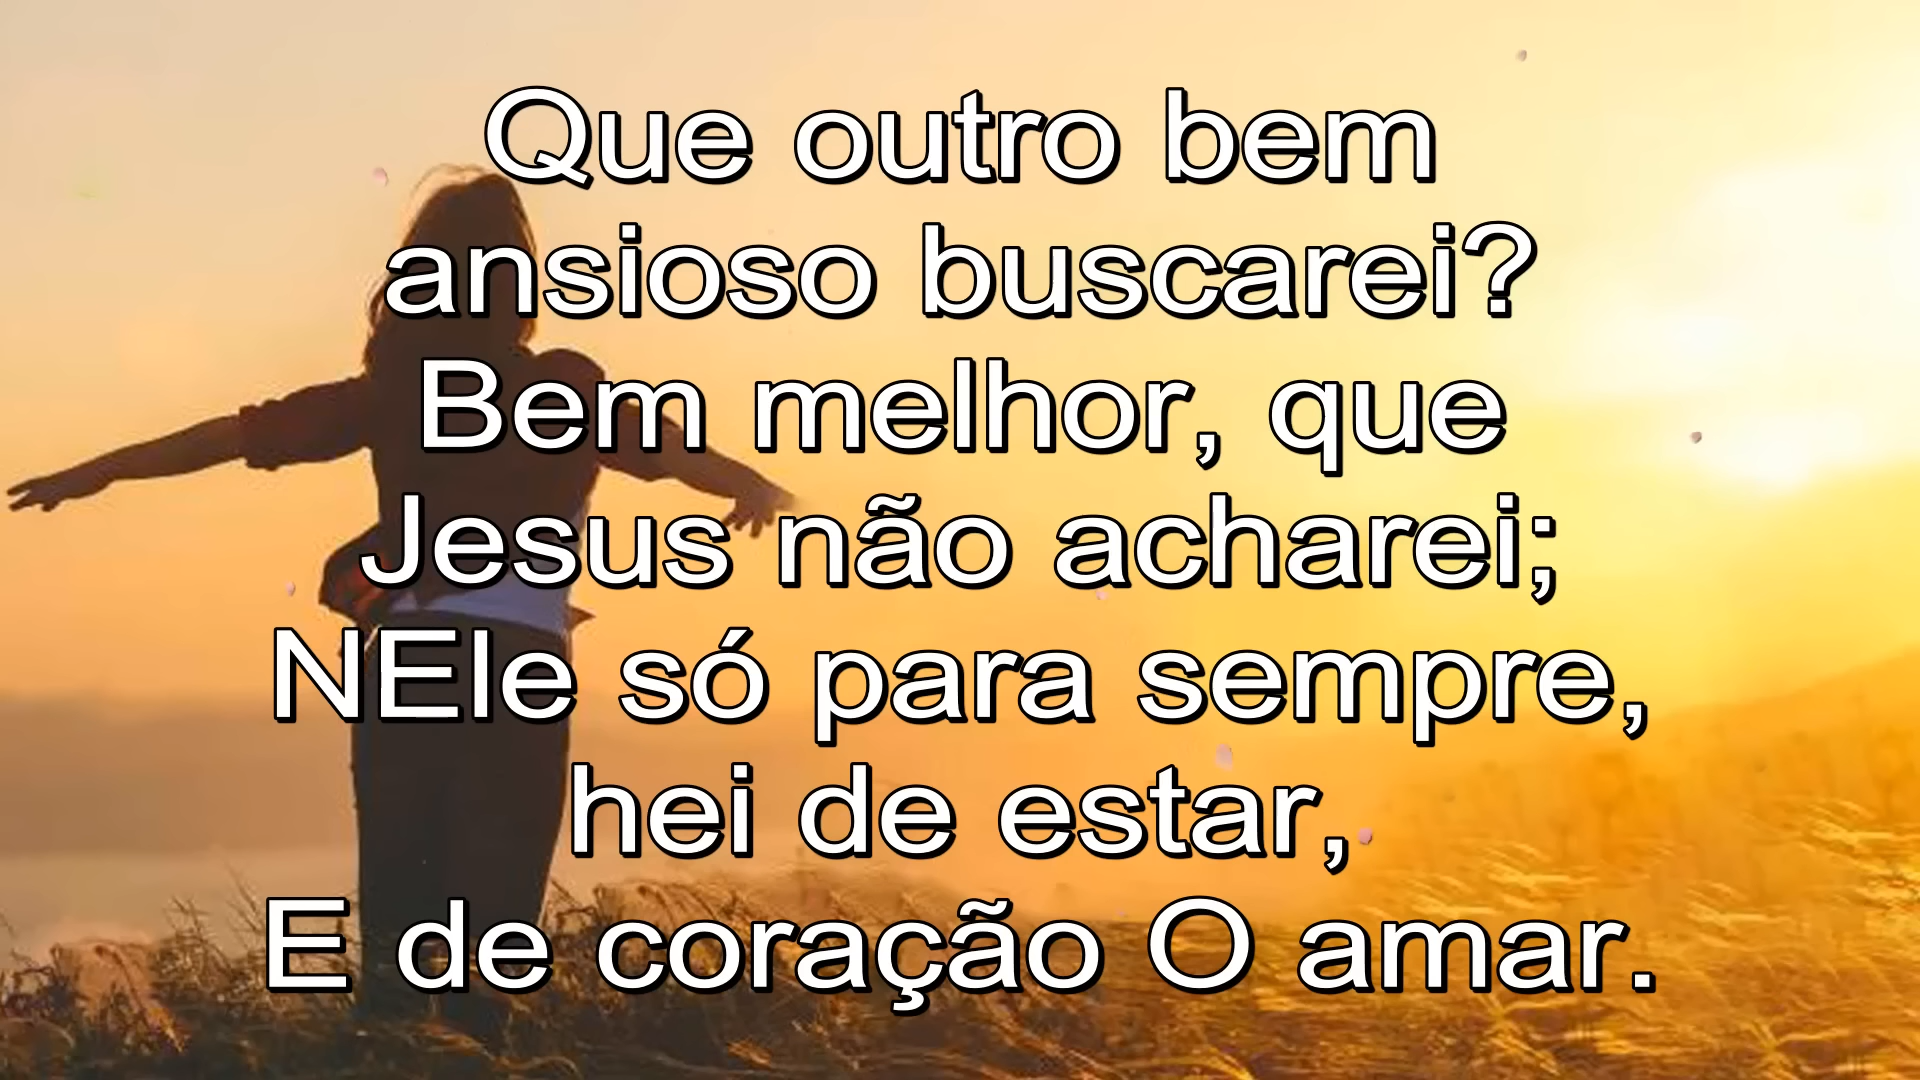 Que outro bem
ansioso buscarei?
Bem melhor, que
Jesus não acharei;
NEle só para sempre,
hei de estar,
E de coração O amar.